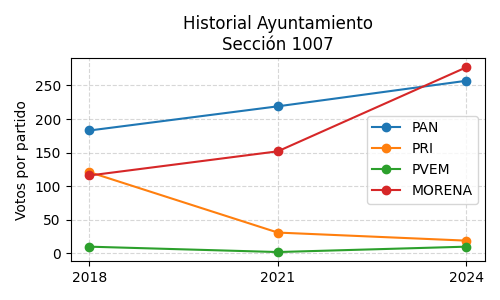 Historial Ayuntamiento
Sección 1007
Votos por partido
250
200
150
100
50
0
2018
2021
2024
PAN
PRI
PVEM
MORENA